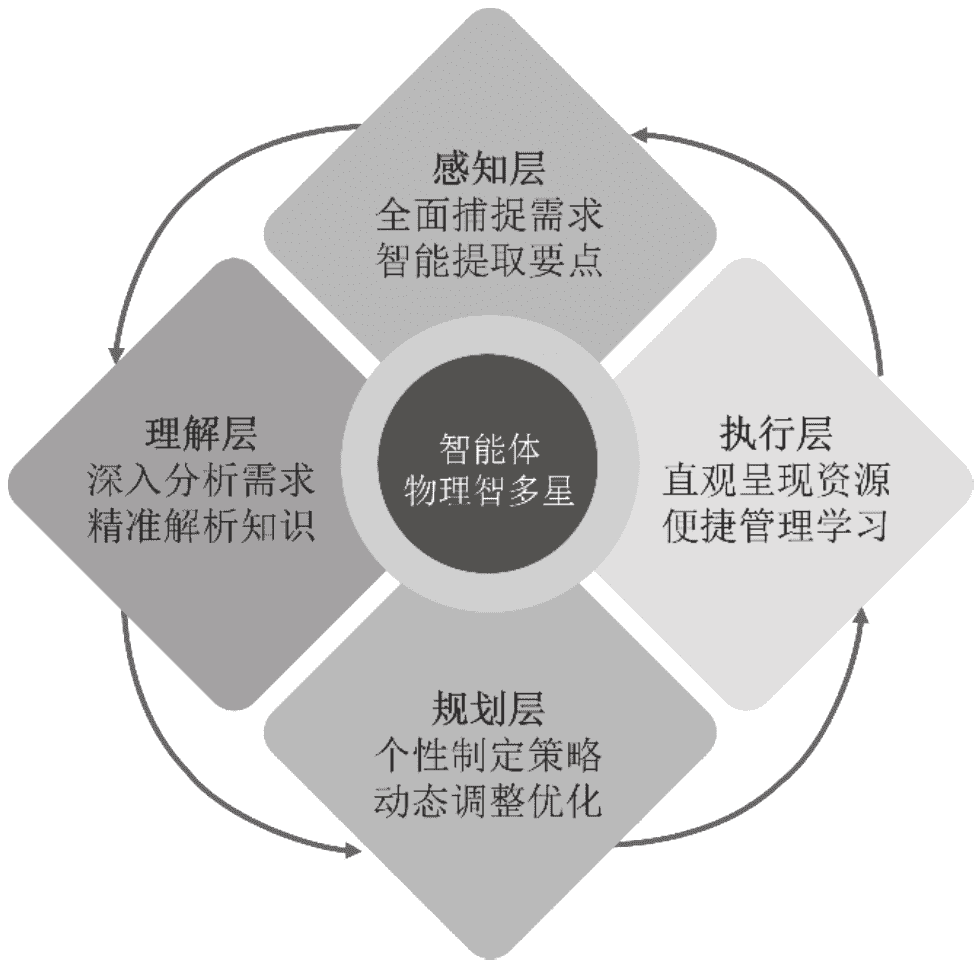 感知层
全面捕捉需求
智能提取要点
理解层
深入分析需求
精准解析知识
智能体
物理智多星
执行层
直观呈现资源
便捷管理学习
规划层
个性制定策略
动态调整优化